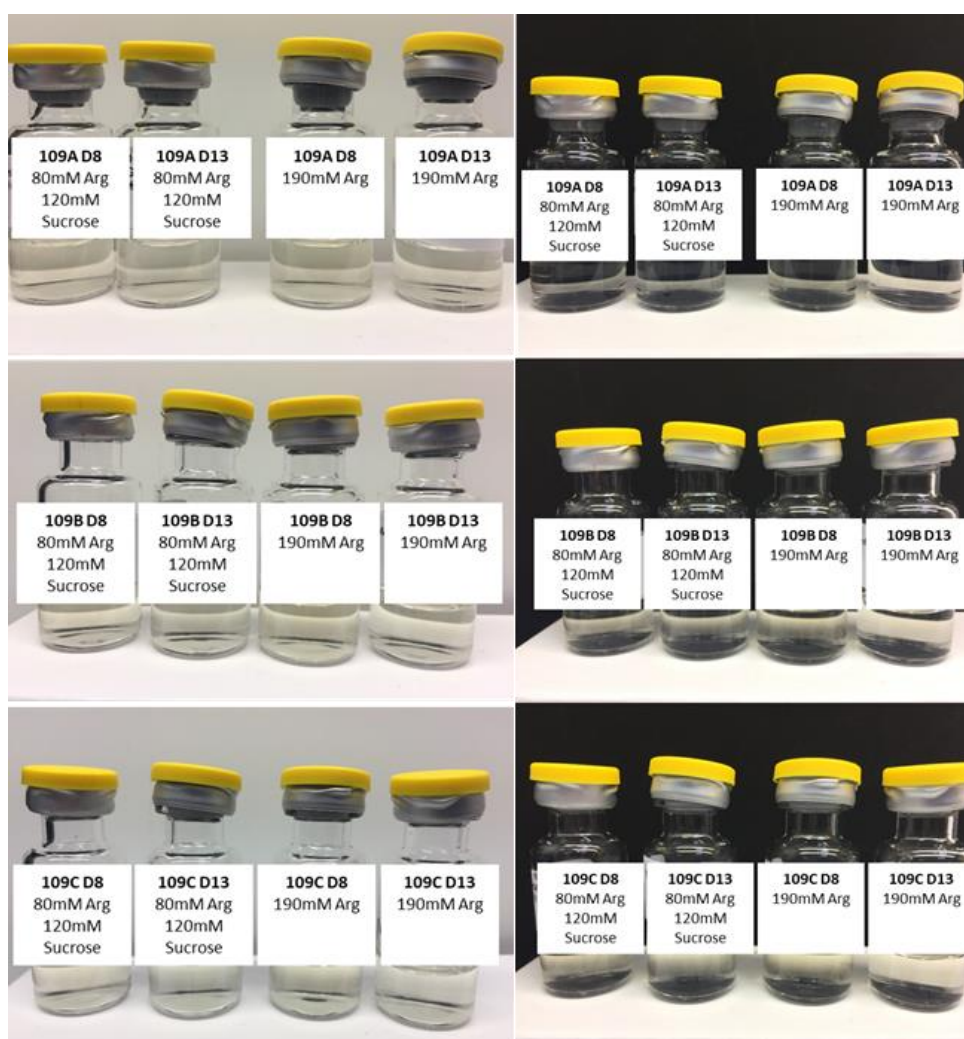 109A D8
80mM Arg
120mM
Sucrose
109A D13
80mM Arg
120mM
Sucrose
109A D8
190mM Arg
109A D13
190mM Arg
109A D8
80mM Arg
120mM
Sucrose
109A D13
80mM Arg
120mM
Sucrose
109A D8
190mM Arg
109A D13
190mM Arg
109B D8
80mM Arg
120mM
Sucrose
109B D13
80mM Arg
120mM
Sucrose
109B D8
190mM Arg
109B D13
190mM Arg
109B D8
80mM Arg
120mM
Sucrose
109B D13
80mM Arg
120mM
Sucrose
109B D8
190mM Arg
109B D13
190mM Arg
109C D8
80mM Arg
120mM
Sucrose
109C D13
80mM Arg
120mM
Sucrose
109C D8
190mM Arg
109C D13
190mM Arg
109C D8
80mM Arg
120mM
Sucrose
109C D13
80mM Arg
120mM
Sucrose
109C D8
190mM Arg
109C D13
190mM Arg